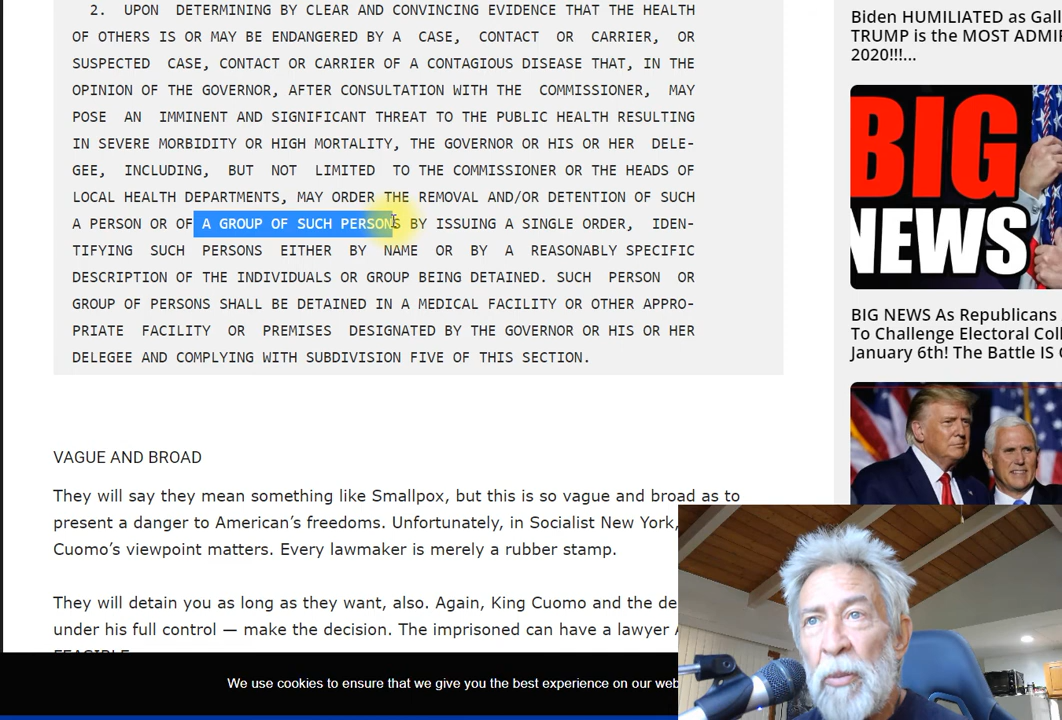 2. UPON DETERMINING BY CLEAR AND CONVINCING EVIDENCE THAT THE HEALTH
OF OTHERS IS OR MAY BE ENDANGERED BY A CASE, CONTACT OR CARRIER, OR
SUSPECTED CASE, CONTACT OR CARRIER OF A CONTAGIOUS DISEASE THAT, IN THE
OPINION OF THE GOVERNOR, AFTER CONSULTATION WITH THE COMMISSIONER, MAY
POSE AN IMMINENT AND SIGNIFICANT THREAT TO THE PUBLIC HEALTH RESULTING
IN SEVERE MORBIDITY OR HIGH MORTALITY, THE GOVERNOR OR HIS OR HER DELE-
GEE, INCLUDING, BUT NOT LIMITED TO THE COMMISSIONER OR THE HEADS OF
LOCAL HEALTH DEPARTMENTS, MAY ORDER THE REMOVAL AND/OR DETENTION OF SUCH
A PERSON OR OF A GROUP OF SUCH PERSONS BY ISSUING A SINGLE ORDER, IDEN-
TIFYING SUCH PERSONS EITHER BY NAME OR BY A REASONABLY SPECIFIC
DESCRIPTION OF THE INDIVIDUALS OR GROUP BEING DETAINED. SUCH PERSON OR
GROUP OF PERSONS SHALL BE DETAINED IN A MEDICAL FACILITY OR OTHER APPRO-
PRIATE FACILITY OR PREMISES DESIGNATED BY THE GOVERNOR OR HIS OR HER
DELEGEE AND COMPLYING WITH SUBDIVISION FIVE OF THIS SECTION.
VAGUE AND BROAD
They will say they mean something like Smallpox, but this is so vague and broad as to
present a danger to American’s freedoms. Unfortunately, in Socialist New York,
Cuomo’s viewpoint matters. Every lawmaker is merely a rubber stamp.
They will detain you as long as they want, also. Again, King Cuomo and the de
under his full control — make the decision. The imprisoned can have a lawyer
We use cookies to ensure that we give you the best experience on our web
Biden HUMILIATED as Gall
TRUMP is the MOST ADMI
2020!!!...
BIG
NEWS
BIG NEWS As Republicans
To Challenge Electoral Coll
January 6th! The Battle IS